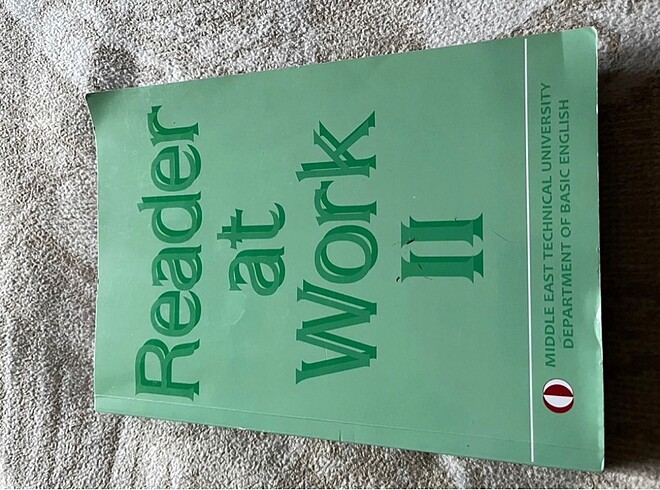 Reader
at
Work
II
MIDDLE EAST TECHNICAL UNIVERSITY
DEPARTMENT OF BASIC ENGLISH